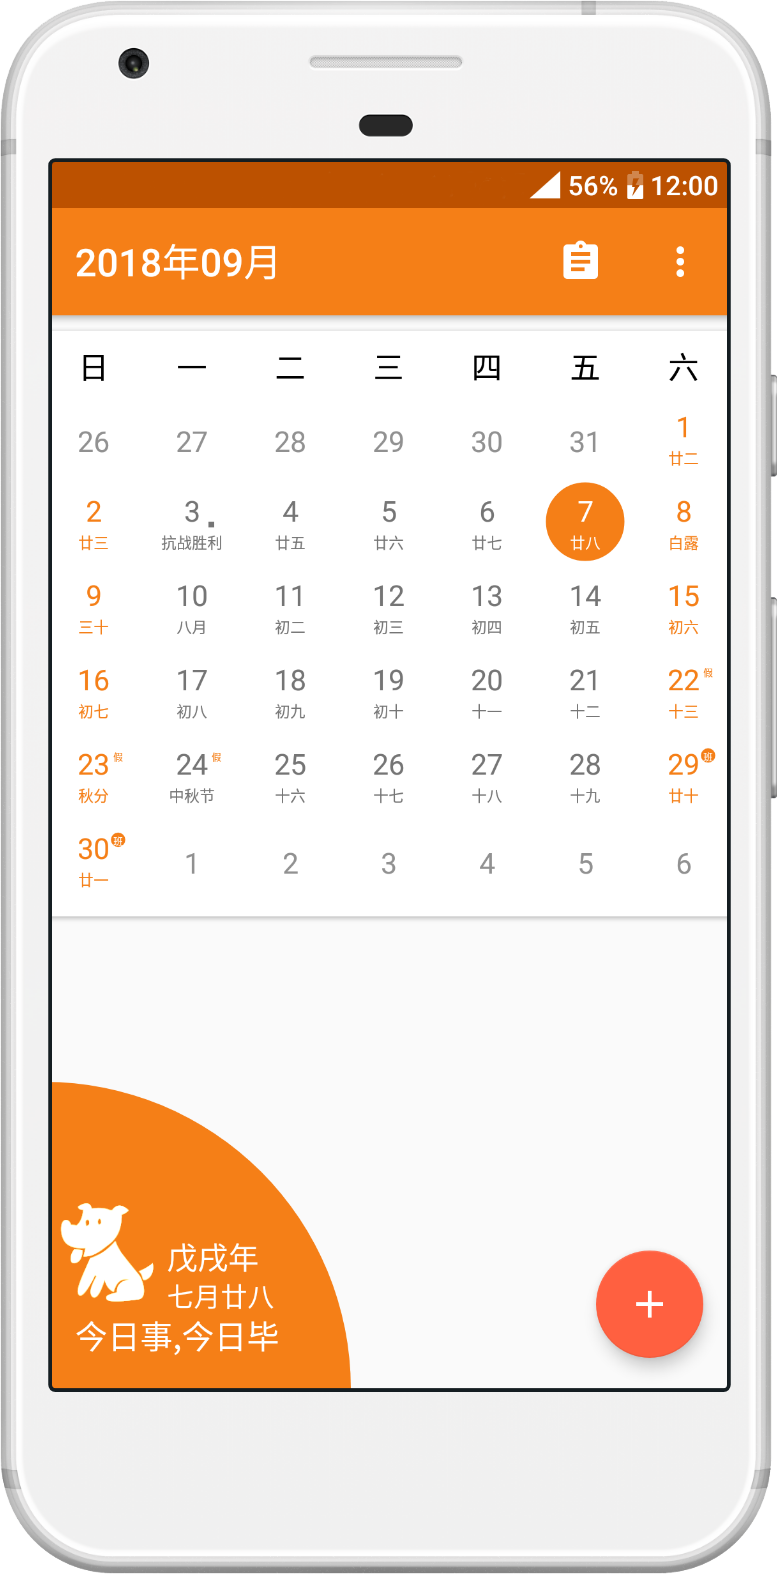 56% 12:00
2018年09月
日 一 二 三 四 五 六
26 27 28 29 30 31 1
廿二
2 3 4 5 6 7 8
廿三 抗战胜利 廿五 廿六 廿七 廿八 白露
9 10 11 12 13 14 15
三十 八月 初二 初三 初四 初五 初六
16 17 18 19 20 21 22 假
初七 初八 初九 初十 十一 十二 十三
23 假 24 假 25 26 27 28 29 班
秋分 中秋节 十六 十七 十八 十九 廿十
30 班 1 2 3 4 5 6
廿一
戊戌年
七月廿八
今日事,今日毕